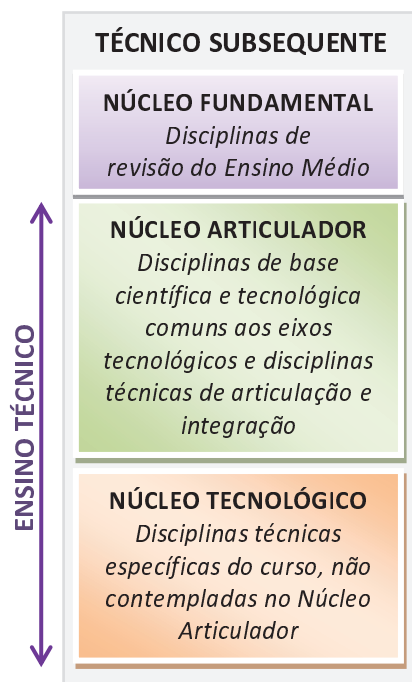 TÉCNICO SUBSEQUENTE
NÚCLEO FUNDAMENTAL
Disciplinas de
revisão do Ensino Médio
ENSINO TÉCNICO
NÚCLEO ARTICULADOR
Disciplinas de base
científica e tecnológica
comuns aos eixos
tecnológicos e disciplinas
técnicas de articulação e
integração
NÚCLEO TECNOLÓGICO
Disciplinas técnicas
específicas do curso, não
contempladas no Núcleo
Articulador